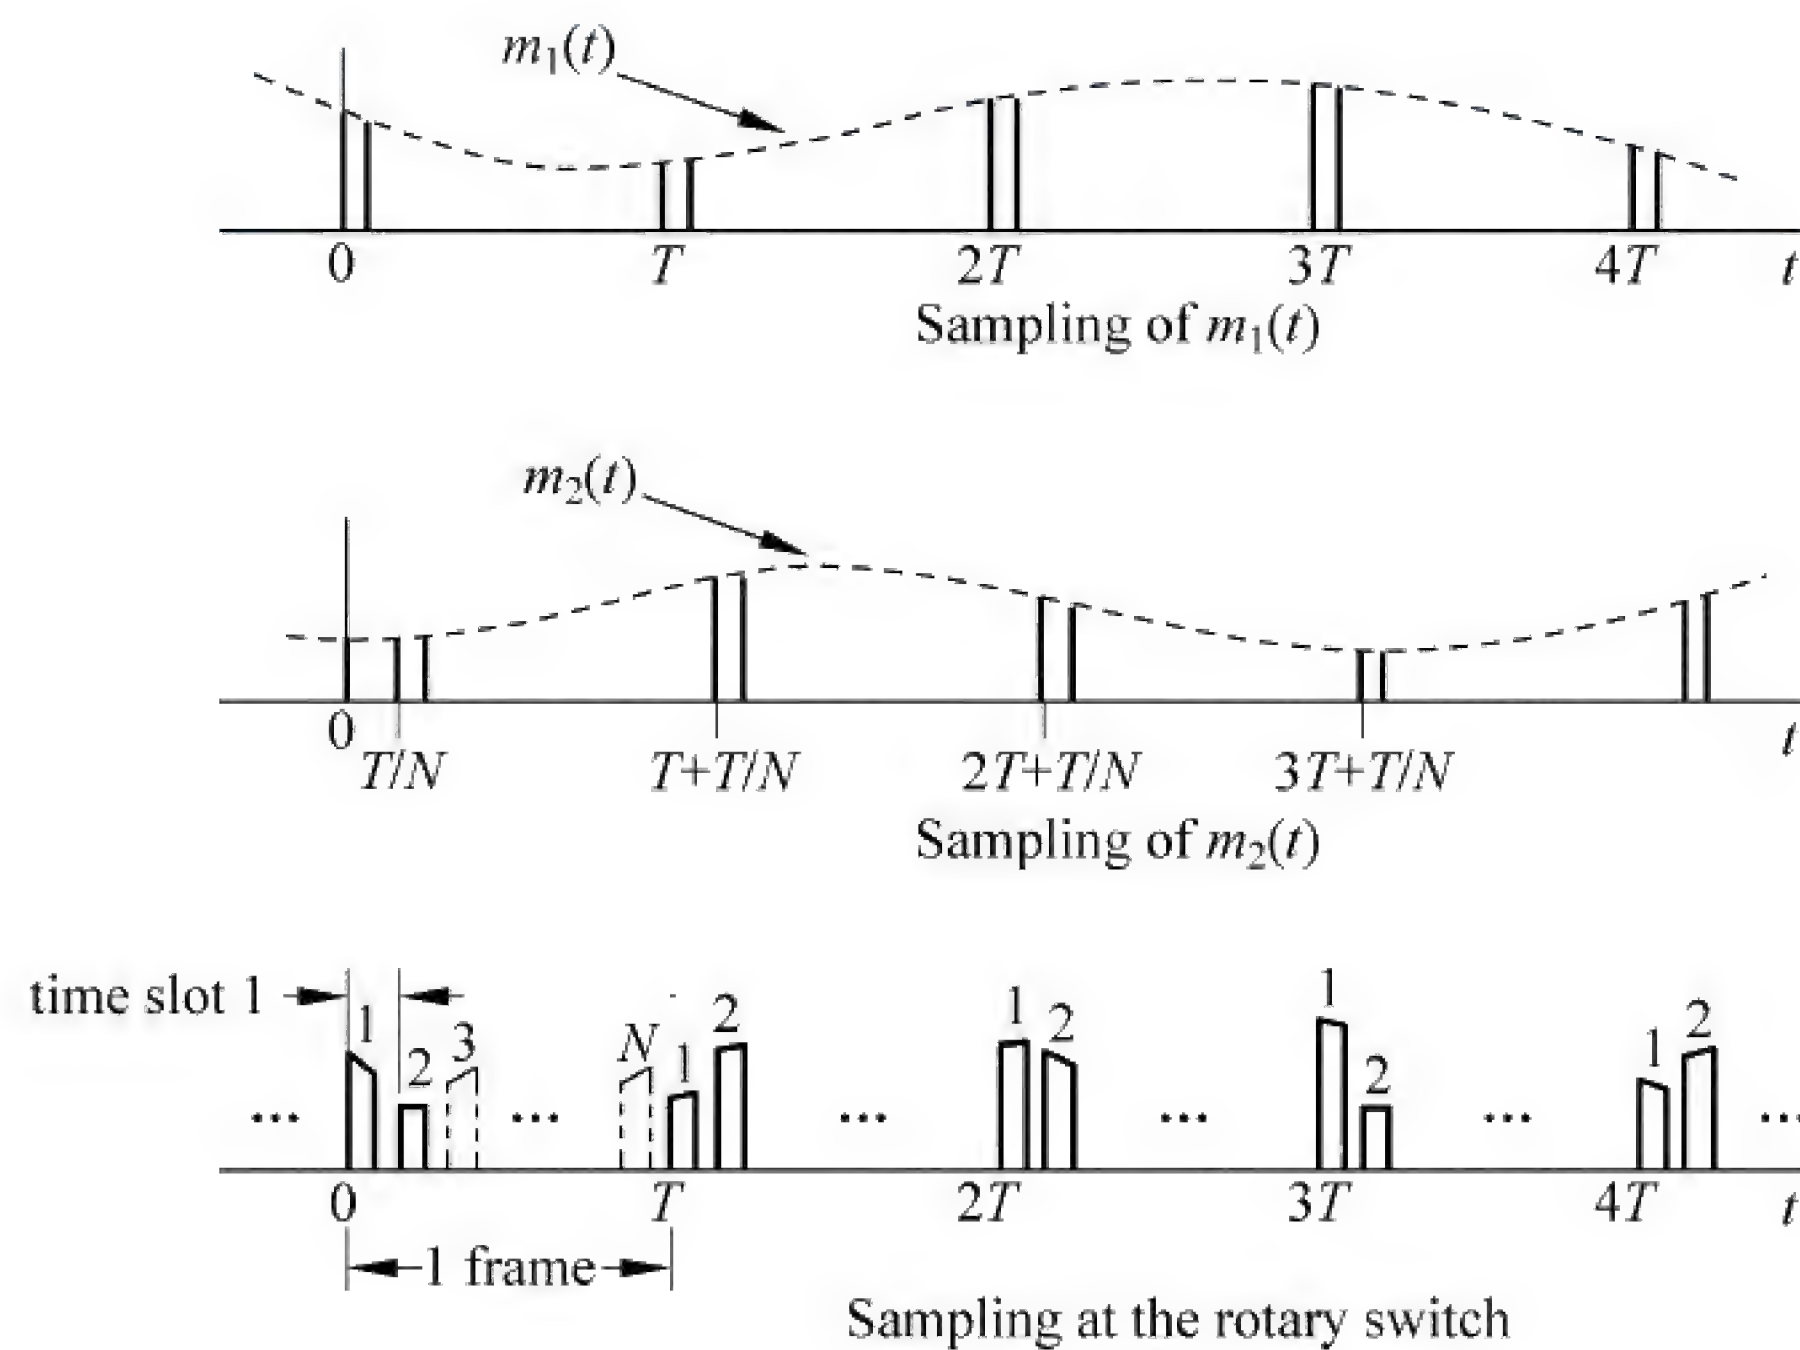 m₁(t)
0 T 2T 3T 4T t
Sampling of m₁(t)
m₂(t)
0 t
T/N T+T/N 2T+T/N 3T+T/N
Sampling of m₂(t)
time slot 1
1 2 3 ... N 1 2 ... 1 2 ... 1 2 ... 1 2 ...
...
0 T 2T 3T 4T t
1 frame
Sampling at the rotary switch